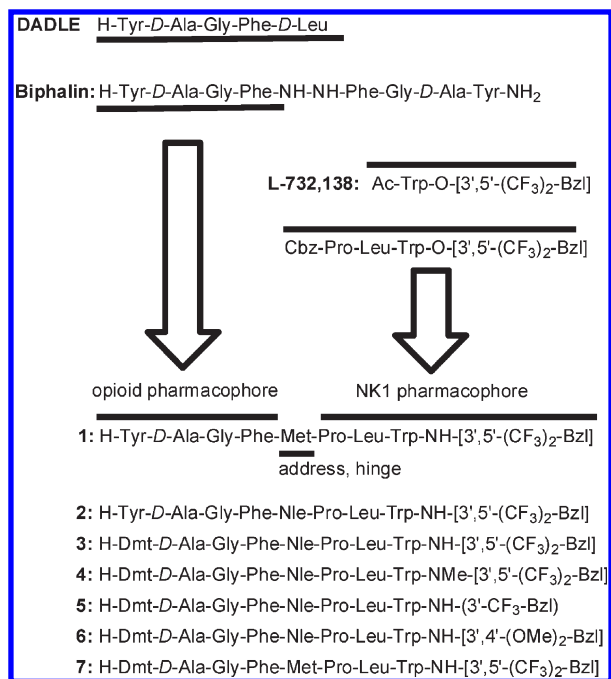 DADLE H-Tyr-D-Ala-Gly-Phe-D-Leu
Biphalin: H-Tyr-D-Ala-Gly-Phe-NH-NH-Phe-Gly-D-Ala-Tyr-NH2
L-732,138: Ac-Trp-O-[3',5'-(CF3)2-Bzl]
Cbz-Pro-Leu-Trp-O-[3',5'-(CF3)2-Bzl]
opioid pharmacophore NK1 pharmacophore
1: H-Tyr-D-Ala-Gly-Phe-Met-Pro-Leu-Trp-NH-[3',5'-(CF3)2-Bzl]
address, hinge
2: H-Tyr-D-Ala-Gly-Phe-Nle-Pro-Leu-Trp-NH-[3',5'-(CF3)2-Bzl]
3: H-Dmt-D-Ala-Gly-Phe-Nle-Pro-Leu-Trp-NH-[3',5'-(CF3)2-Bzl]
4: H-Dmt-D-Ala-Gly-Phe-Nle-Pro-Leu-Trp-NMe-[3',5'-(CF3)2-Bzl]
5: H-Dmt-D-Ala-Gly-Phe-Nle-Pro-Leu-Trp-NH-(3'-CF3-Bzl)
6: H-Dmt-D-Ala-Gly-Phe-Nle-Pro-Leu-Trp-NH-[3',4'-(OMe)2-Bzl]
7: H-Dmt-D-Ala-Gly-Phe-Met-Pro-Leu-Trp-NH-[3',5'-(CF3)2-Bzl]